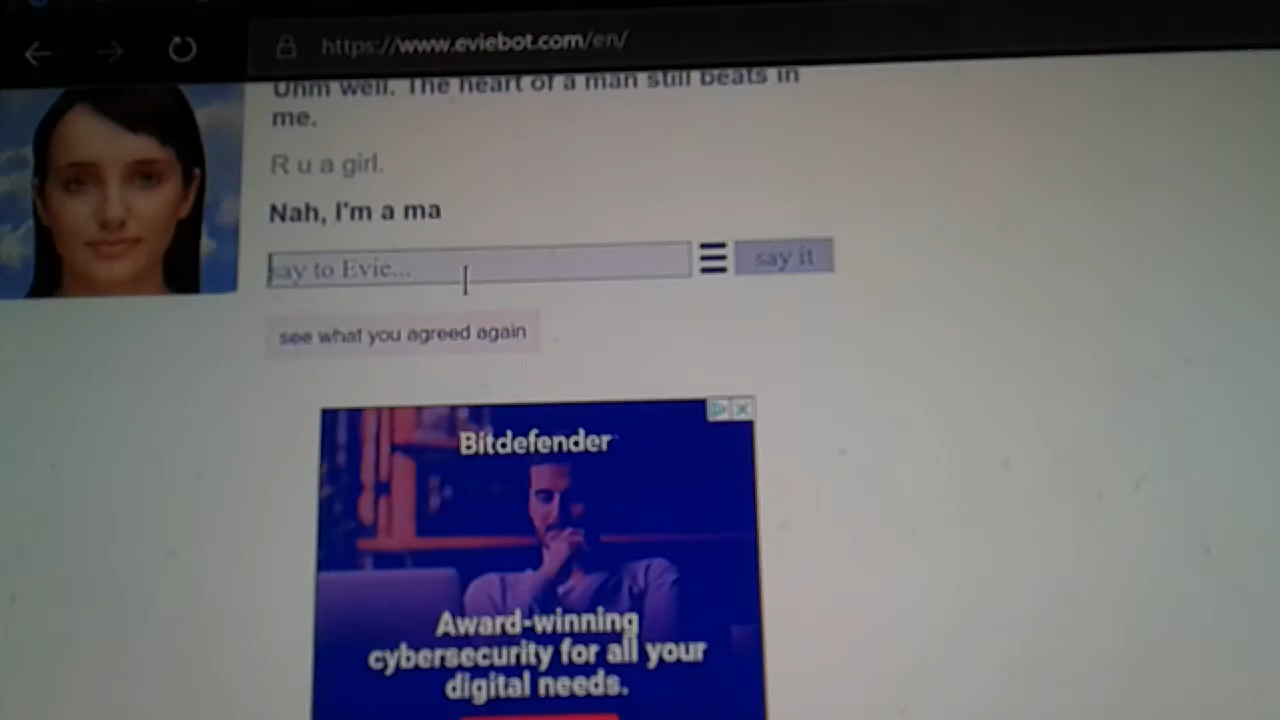 https://www.eviebot.com/en/
Uhm well. The heart of a man still beats in
me.
R u a girl.
Nah, I'm a ma
say to Evie...
say it
see what you agreed again
Bitdefender
Award-winning
cybersecurity for all your
digital needs.